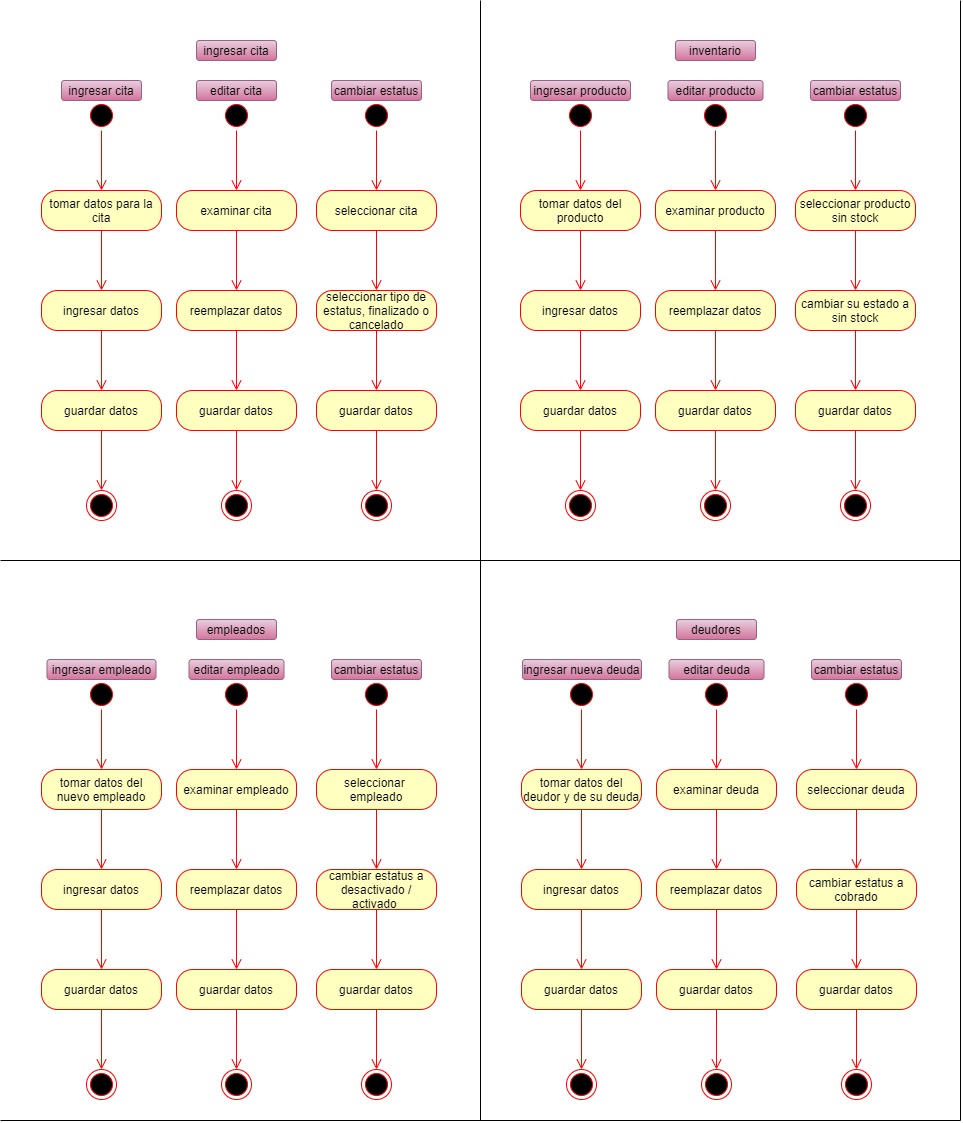 ingresar cita
ingresar cita
editar cita
cambiar estatus
tomar datos para la
cita
examinar cita
seleccionar cita
ingresar datos
reemplazar datos
seleccionar tipo de
estatus, finalizado o
cancelado
guardar datos
guardar datos
guardar datos
inventario
ingresar producto
editar producto
cambiar estatus
tomar datos del
producto
examinar producto
seleccionar producto
sin stock
ingresar datos
reemplazar datos
cambiar su estado a
sin stock
guardar datos
guardar datos
guardar datos
empleados
ingresar empleado
editar empleado
cambiar estatus
tomar datos del
nuevo empleado
examinar empleado
seleccionar
empleado
ingresar datos
reemplazar datos
cambiar estatus a
desactivado /
activado
guardar datos
guardar datos
guardar datos
deudores
ingresar nueva deuda
editar deuda
cambiar estatus
tomar datos del
deudor y de su deuda
examinar deuda
seleccionar deuda
ingresar datos
reemplazar datos
cambiar estatus a
cobrado
guardar datos
guardar datos
guardar datos